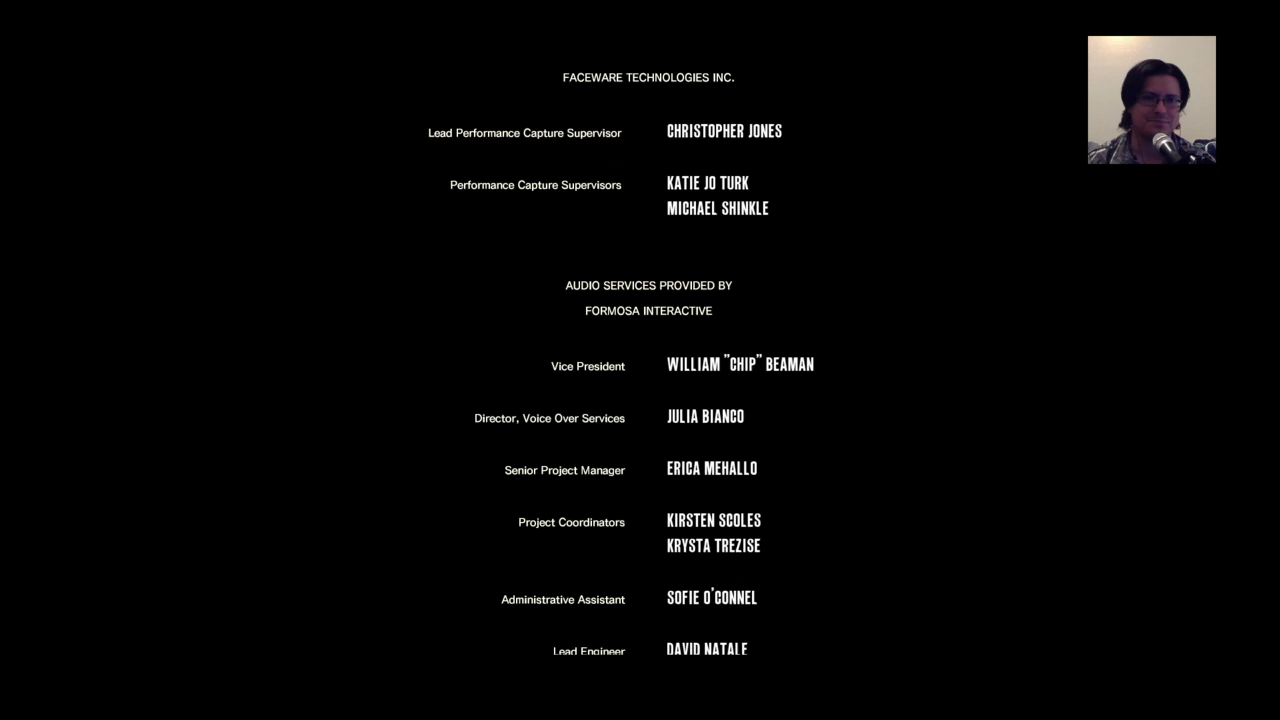 FACEWARE TECHNOLOGIES INC.
Lead Performance Capture Supervisor CHRISTOPHER JONES
Performance Capture Supervisors KATIE JO TURK
MICHAEL SHINKLE
AUDIO SERVICES PROVIDED BY
FORMOSA INTERACTIVE
Vice President WILLIAM "CHIP" BEAMAN
Director, Voice Over Services JULIA BIANCO
Senior Project Manager ERICA MEHALLO
Project Coordinators KIRSTEN SCOLES
KRYSTA TREZISE
Administrative Assistant SOFIE O'CONNEL
Lead Engineer DAVID NATALE